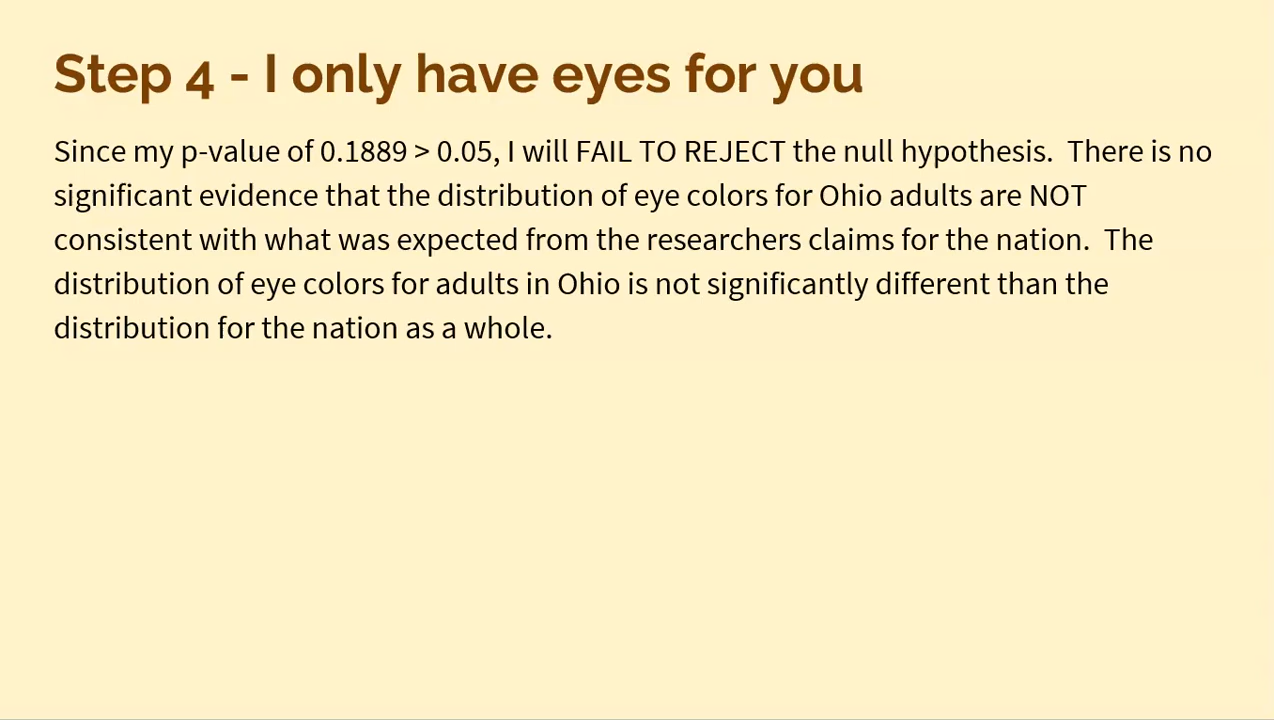 Step 4 - I only have eyes for you
Since my p-value of 0.1889 > 0.05, I will FAIL TO REJECT the null hypothesis.  There is no
significant evidence that the distribution of eye colors for Ohio adults are NOT
consistent with what was expected from the researchers claims for the nation.  The
distribution of eye colors for adults in Ohio is not significantly different than the
distribution for the nation as a whole.